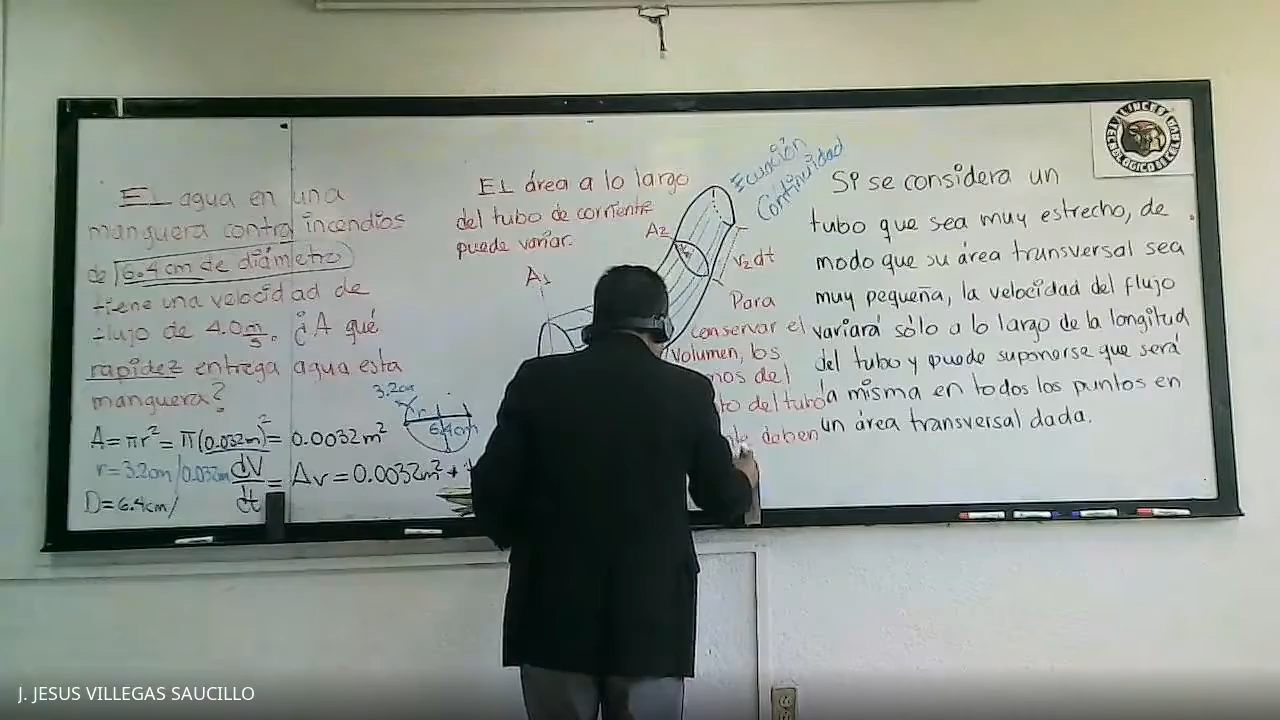 EL agua en una
manguera contra incendios
de 6.4cm de diámetro
tiene una velocidad de
flujo de 4.0 m/s. ¿A qué
rapidez entrega agua esta
manguera?
A=πr²=π(0.032m)²= 0.0032m²
r=3.2cm/0.032m dV/dt = Av=0.0032m²
D=6.4cm/
3.2cm
r
6.4cm
EL área a lo largo
del tubo de corriente
puede variar.
A1
A2
Ecuación
Continuidad
v2dt
Para
conservar el
volumen, los
del
del tubo
deben
Si se considera un
tubo que sea muy estrecho, de
modo que su área transversal sea
muy pequeña, la velocidad del flujo
variará sólo a lo largo de la longitud
del tubo y puede suponerse que será
la misma en todos los puntos en
un área transversal dada.
J. JESUS VILLEGAS SAUCILLO